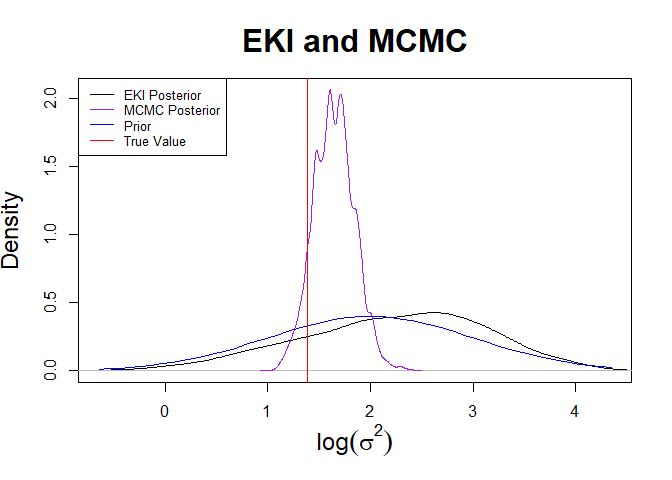 EKI and MCMC
EKI Posterior
MCMC Posterior
Prior
True Value
Density
2.0
1.5
1.0
0.5
0.0
0 1 2 3 4
log(σ²)